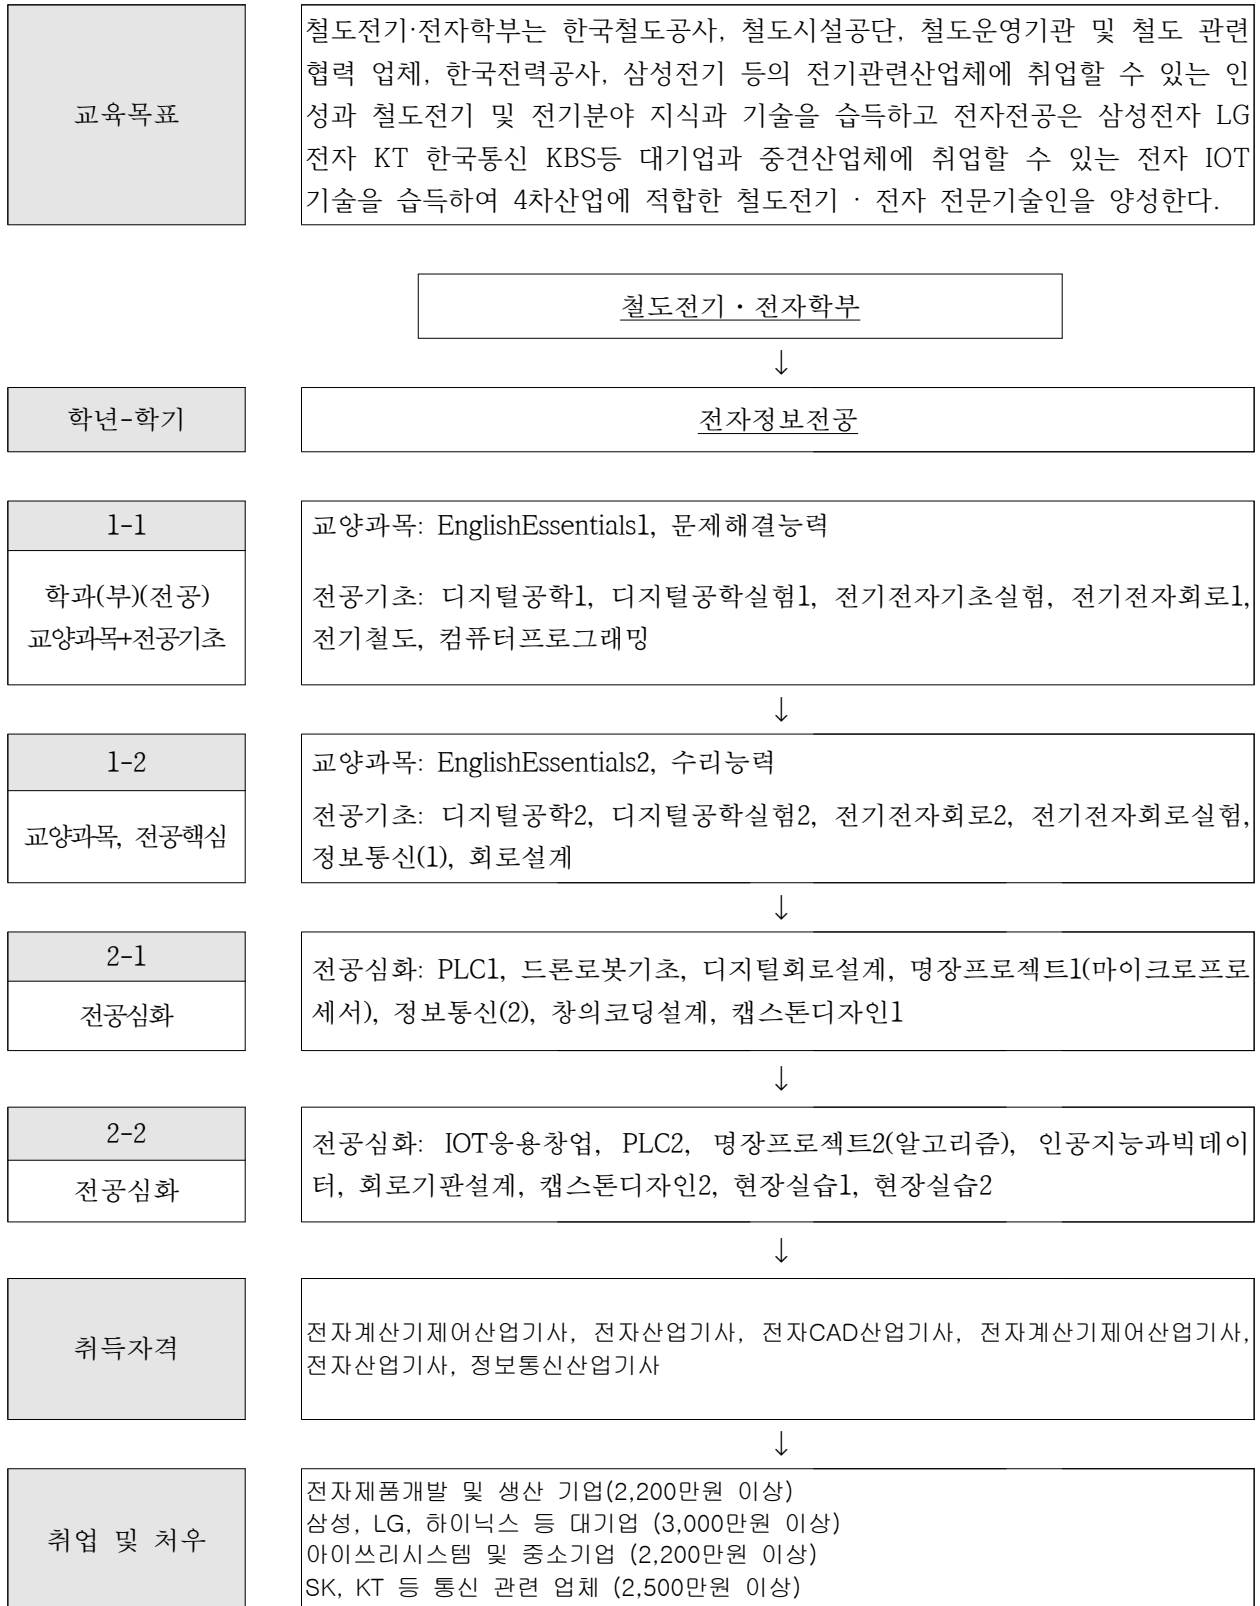 교육목표
철도전기·전자학부는 한국철도공사, 철도시설공단, 철도운영기관 및 철도 관련
협력 업체, 한국전력공사, 삼성전기 등의 전기관련산업체에 취업할 수 있는 인
성과 철도전기 및 전기분야 지식과 기술을 습득하고 전자전공은 삼성전자 LG
전자 KT 한국통신 KBS등 대기업과 중견산업체에 취업할 수 있는 전자 IOT
기술을 습득하여 4차산업에 적합한 철도전기 · 전자 전문기술인을 양성한다.
철도전기・전자학부
↓
학년-학기
전자정보전공
1-1
학과(부)(전공)
교양과목+전공기초
교양과목: EnglishEssentials1, 문제해결능력
전공기초: 디지털공학1, 디지털공학실험1, 전기전자기초실험, 전기전자회로1,
전기철도, 컴퓨터프로그래밍
↓
1-2
교양과목, 전공핵심
교양과목: EnglishEssentials2, 수리능력
전공기초: 디지털공학2, 디지털공학실험2, 전기전자회로2, 전기전자회로실험,
정보통신(1), 회로설계
↓
2-1
전공심화
전공심화: PLC1, 드론로봇기초, 디지털회로설계, 명장프로젝트1(마이크로프로
세서), 정보통신(2), 창의코딩설계, 캡스톤디자인1
↓
2-2
전공심화
전공심화: IOT응용창업, PLC2, 명장프로젝트2(알고리즘), 인공지능과빅데이
터, 회로기판설계, 캡스톤디자인2, 현장실습1, 현장실습2
↓
취득자격
전자계산기제어산업기사, 전자산업기사, 전자CAD산업기사, 전자계산기제어산업기사,
전자산업기사, 정보통신산업기사
↓
취업 및 처우
전자제품개발 및 생산 기업(2,200만원 이상)
삼성, LG, 하이닉스 등 대기업 (3,000만원 이상)
아이쓰리시스템 및 중소기업 (2,200만원 이상)
SK, KT 등 통신 관련 업체 (2,500만원 이상)